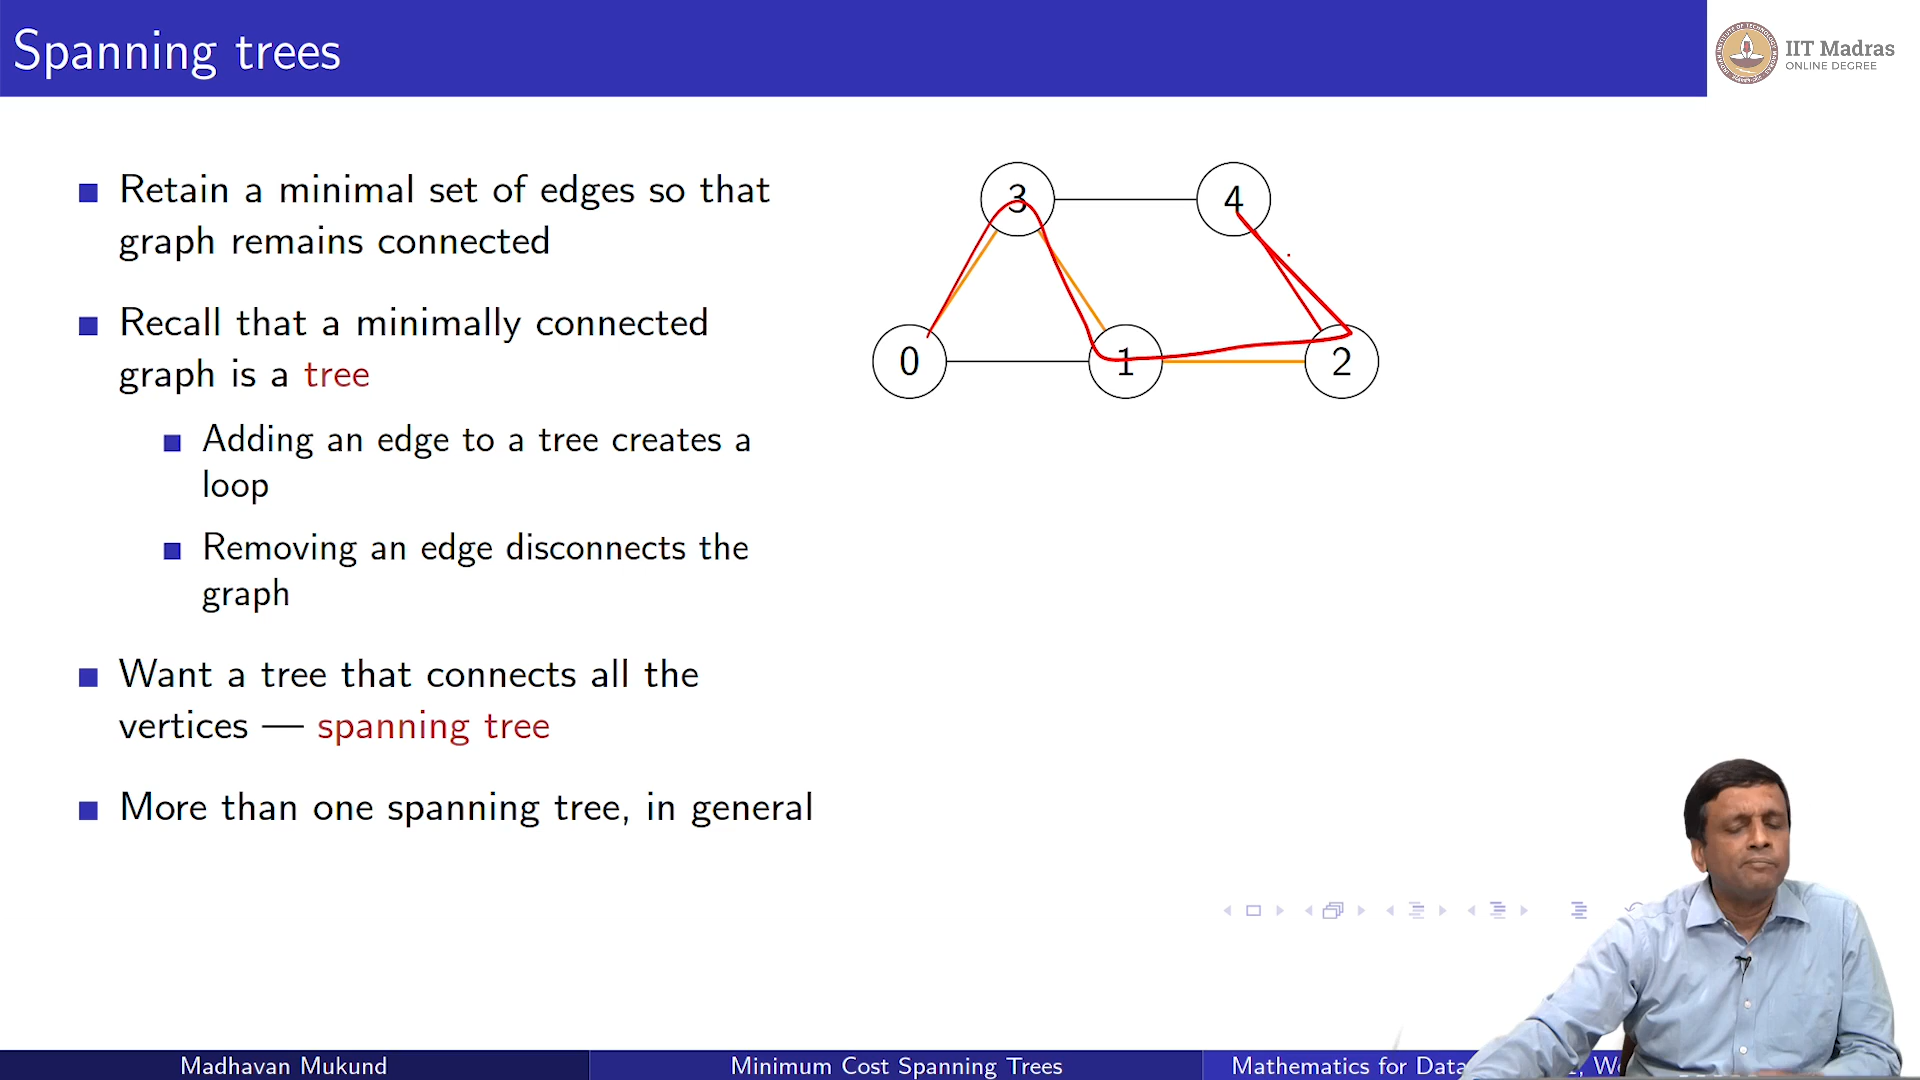 Spanning trees
IIT Madras
ONLINE DEGREE
Retain a minimal set of edges so that
graph remains connected
Recall that a minimally connected
graph is a tree
Adding an edge to a tree creates a
loop
Removing an edge disconnects the
graph
Want a tree that connects all the
vertices — spanning tree
More than one spanning tree, in general
3 4
0 1 2
Madhavan Mukund
Minimum Cost Spanning Trees
Mathematics for Data